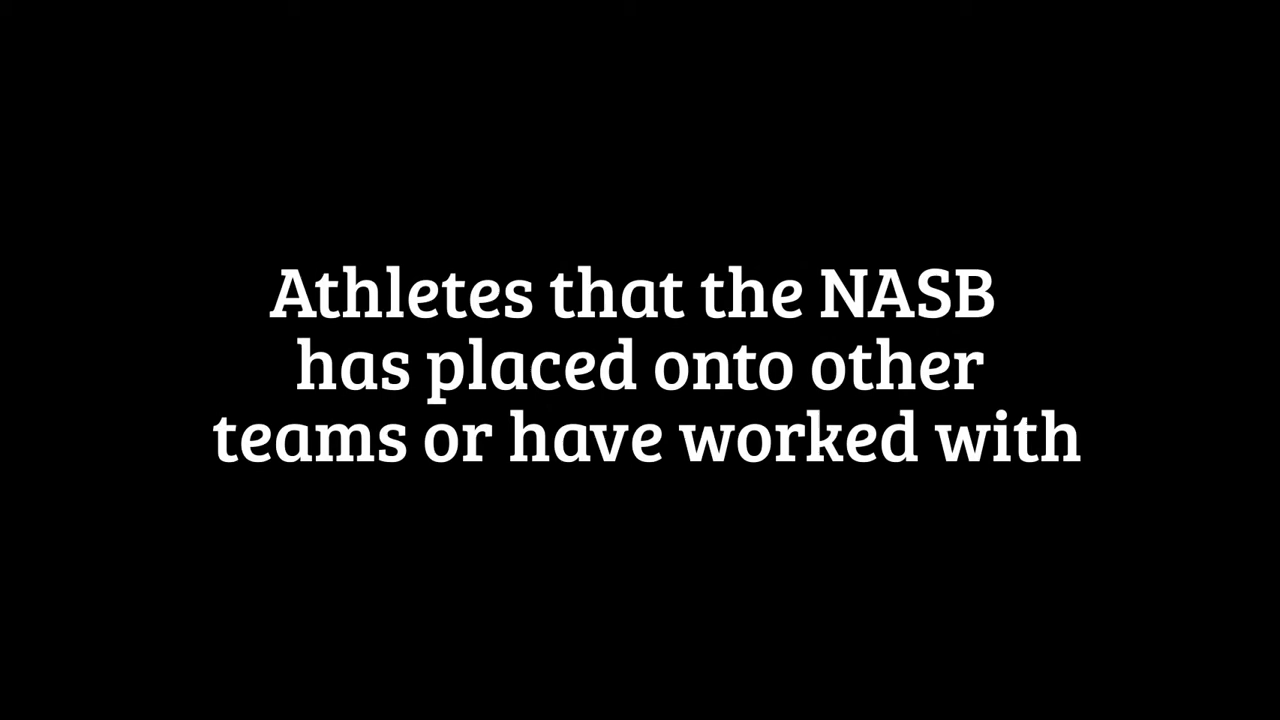 Athletes that the NASB
has placed onto other
teams or have worked with